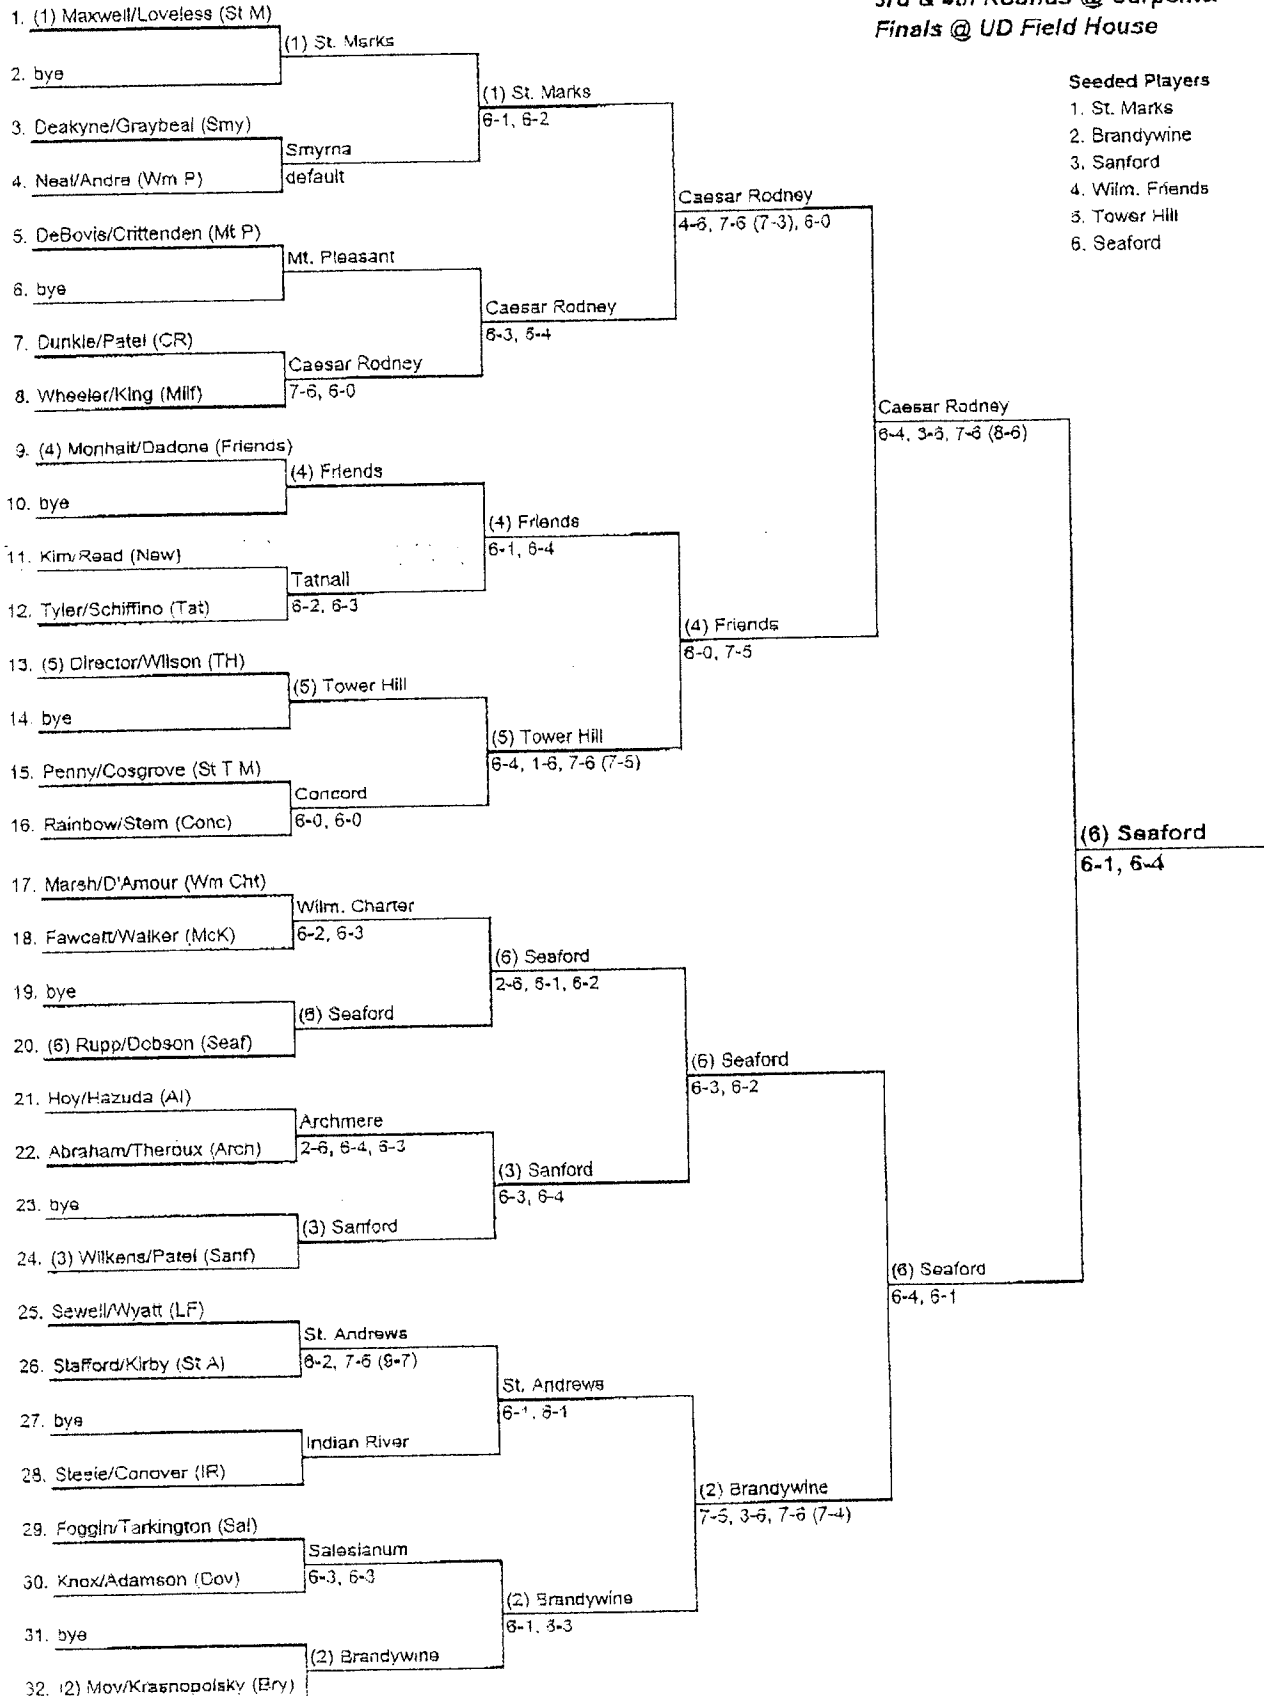 Finals @ UD Field House
Seeded Players
1. St. Marks
2. Brandywine
3. Sanford
4. Wilm. Friends
5. Tower Hill
6. Seaford
1. (1) Maxwell/Loveless (St M)
(1) St. Marks
2. bye
(1) St. Marks
6-1, 6-2
3. Deakyne/Graybeal (Smy)
Smyrna
default
4. Neal/Andra (Wm P)
Caesar Rodney
4-6, 7-6 (7-3), 6-0
5. DeBovis/Crittenden (Mt P)
Mt. Pleasant
6. bye
Caesar Rodney
6-3, 6-4
7. Dunkle/Patel (CR)
Caesar Rodney
7-6, 6-0
8. Wheeler/King (Milf)
Caesar Rodney
6-4, 3-6, 7-6 (8-6)
9. (4) Monhait/Dadone (Friends)
(4) Friends
10. bye
(4) Friends
6-1, 6-4
11. Kim/Read (New)
Tatnall
6-2, 6-3
12. Tyler/Schiffino (Tat)
(4) Friends
6-0, 7-5
13. (5) Director/Wilson (TH)
(5) Tower Hill
14. bye
(5) Tower Hill
6-4, 1-6, 7-6 (7-5)
15. Penny/Cosgrove (St T M)
Concord
6-0, 6-0
16. Rainbow/Stem (Conc)
(6) Seaford
6-1, 6-4
17. Marsh/D'Amour (Wm Cht)
Wilm. Charter
6-2, 6-3
18. Fawcett/Walker (McK)
(6) Seaford
2-6, 6-1, 6-2
19. bye
(6) Seaford
20. (6) Rupp/Dobson (Seaf)
(6) Seaford
6-3, 6-2
21. Hoy/Hazuda (AI)
Archmere
2-6, 6-4, 6-3
22. Abraham/Theroux (Arch)
(3) Sanford
6-3, 6-4
23. bye
(3) Sanford
24. (3) Wilkens/Patel (Sanf)
(6) Seaford
6-4, 6-1
25. Sewell/Wyatt (LF)
St. Andrews
6-2, 7-6 (9-7)
26. Stafford/Kirby (St A)
St. Andrews
6-1, 6-1
27. bye
Indian River
28. Steele/Conover (IR)
(2) Brandywine
7-5, 3-6, 7-6 (7-4)
29. Foggin/Tarkington (Sal)
Salesianum
6-3, 6-3
30. Knox/Adamson (Cov)
(2) Brandywine
6-1, 6-3
31. bye
(2) Brandywine
32. (2) Moy/Krasnopolsky (Bry)